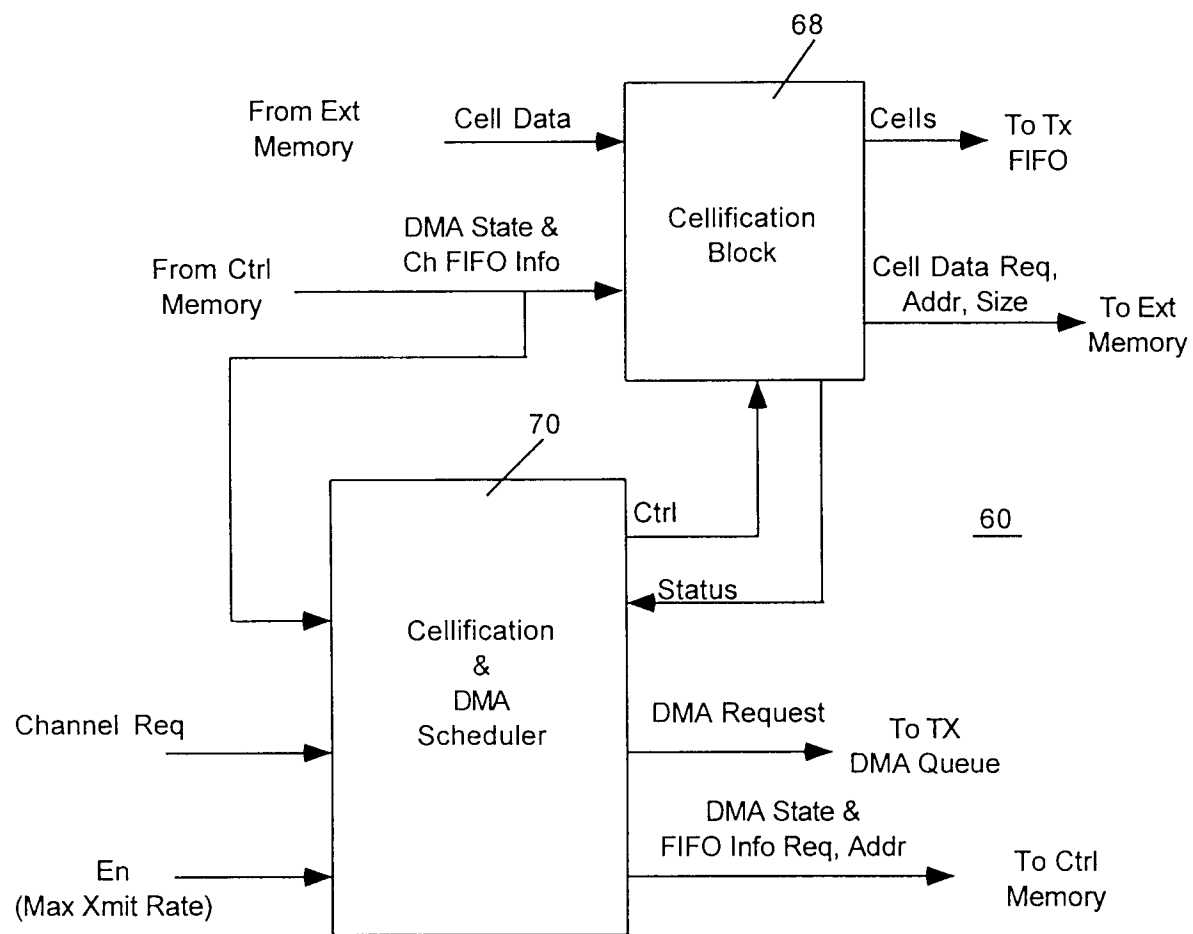 68
From Ext
Memory
Cell Data
Cells
To Tx
FIFO
Cellification
Block
DMA State &
Ch FIFO Info
From Ctrl
Memory
Cell Data Req,
Addr, Size
To Ext
Memory
70
Ctrl
60
Status
Cellification
&
DMA
Scheduler
Channel Req
DMA Request
To TX
DMA Queue
DMA State &
FIFO Info Req, Addr
En
(Max Xmit Rate)
To Ctrl
Memory